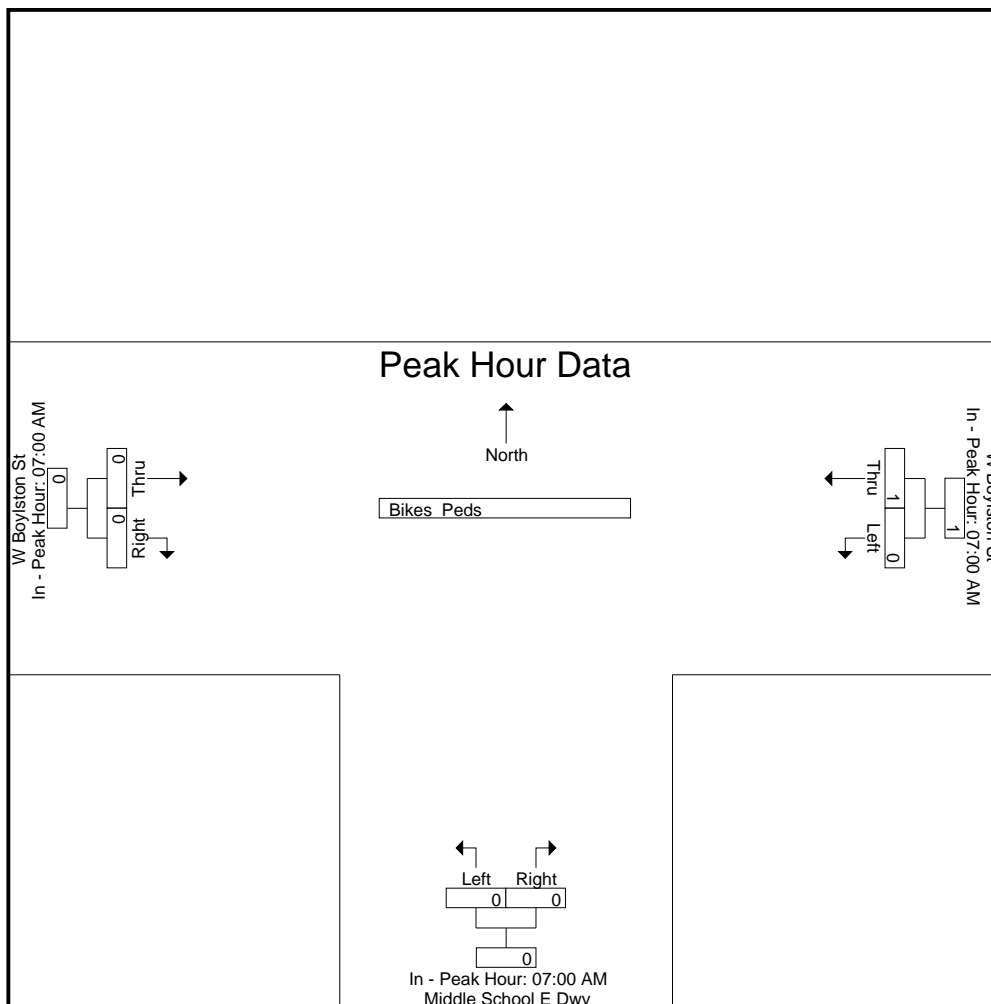 Peak Hour Data
North
Bikes Peds
W Boylston St
In - Peak Hour: 07:00 AM
0
0
0
Thru
Right
Thru
Left
1
0
1
In - Peak Hour: 07:00 AM
W Boylston St
Left Right
0 0
0
In - Peak Hour: 07:00 AM
Middle School E Dwy